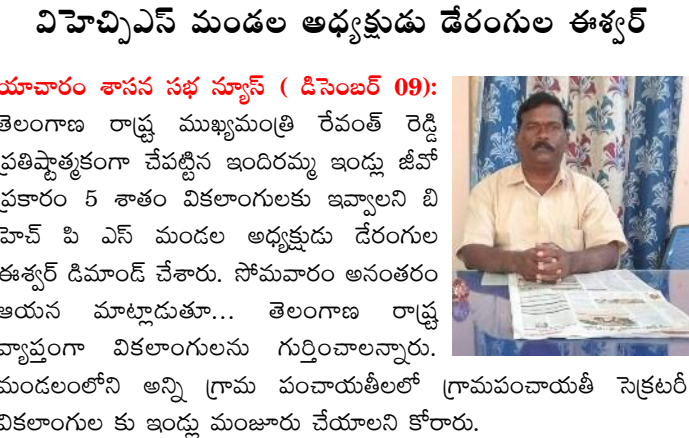 విహెచ్పిఎస్ మండల అధ్యక్షుడు డేరంగుల ఈశ్వర్
యాచారం శాసన సభ న్యూస్ ( డిసెంబర్ 09):
తెలంగాణ రాష్ట్ర ముఖ్యమంత్రి రేవంత్ రెడ్డి
ప్రతిష్టాత్మకంగా చేపట్టిన ఇందిరమ్మ ఇండ్లు జీవో
ప్రకారం 5 శాతం వికలాంగులకు ఇవ్వాలని బి
హెచ్ పి ఎస్ మండల అధ్యక్షుడు డేరంగుల
ఈశ్వర్ డిమాండ్ చేశారు. సోమవారం అనంతరం
ఆయన మాట్లాడుతూ... తెలంగాణ రాష్ట్ర
వ్యాప్తంగా వికలాంగులను గుర్తించాలన్నారు.
మండలంలోని అన్ని గ్రామ పంచాయతీలలో గ్రామపంచాయతీ సెక్రటరీ
వికలాంగుల కు ఇండ్లు మంజూరు చేయాలని కోరారు.